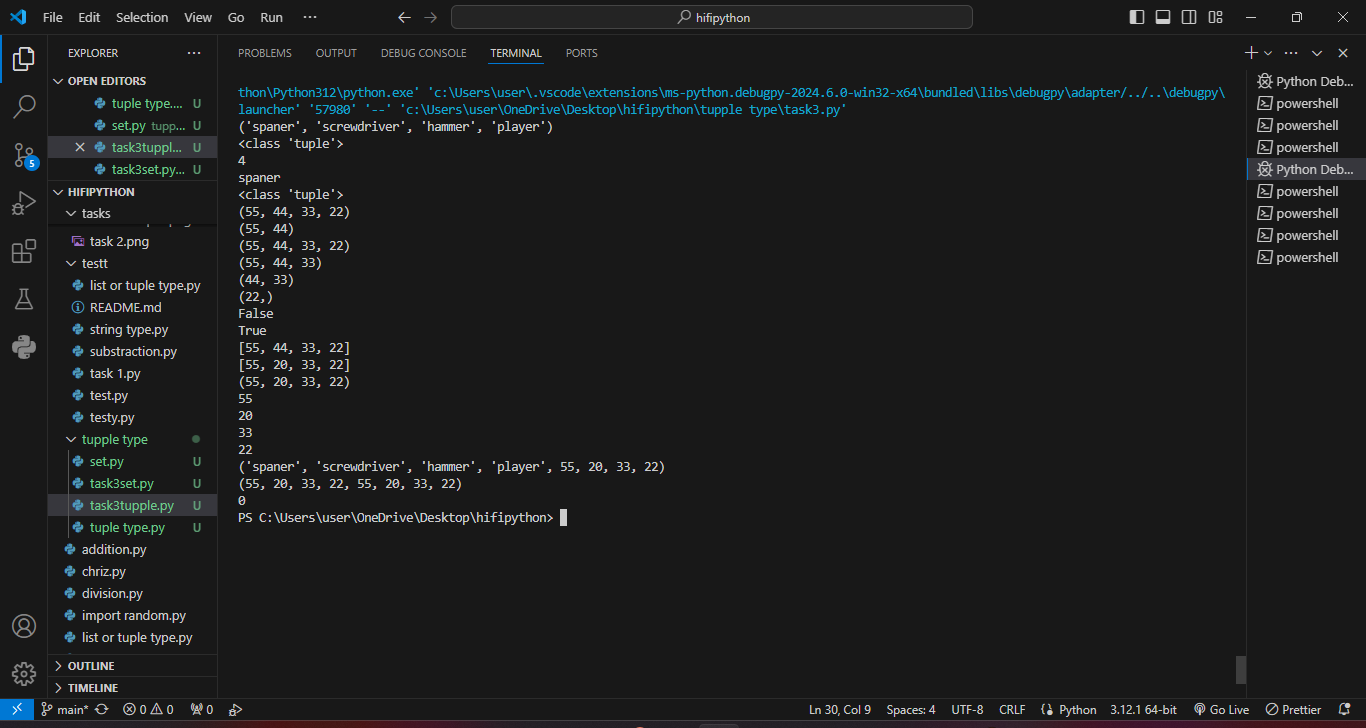 File Edit Selection View Go Run ···
hifipython
EXPLORER ···
OPEN EDITORS
tuple type.... U
set.py tupp... U
task3tuppl... U
task3set.py... U
HIFIPYTHON
tasks
task 2.png
testt
list or tuple type.py
README.md
string type.py
substraction.py
task 1.py
test.py
testy.py
tupple type
set.py U
task3set.py U
task3tupple.py U
tuple type.py U
addition.py
chriz.py
division.py
import random.py
list or tuple type.py
OUTLINE
TIMELINE
5
PROBLEMS OUTPUT DEBUG CONSOLE TERMINAL PORTS
thon\Python312\python.exe' 'c:\Users\user\.vscode\extensions\ms-python.debugpy-2024.6.0-win32-x64\bundled\libs\debugpy\adapter/../..\debugpy\
launcher' '57980' '--' 'c:\Users\user\OneDrive\Desktop\hifipython\tupple type\task3.py'
('spaner', 'screwdriver', 'hammer', 'player')
<class 'tuple'>
4
spaner
<class 'tuple'>
(55, 44, 33, 22)
(55, 44)
(55, 44, 33, 22)
(55, 44, 33)
(44, 33)
(22,)
False
True
[55, 44, 33, 22]
[55, 20, 33, 22]
(55, 20, 33, 22)
55
20
33
22
('spaner', 'screwdriver', 'hammer', 'player', 55, 20, 33, 22)
(55, 20, 33, 22, 55, 20, 33, 22)
0
PS C:\Users\user\OneDrive\Desktop\hifipython>
Python Deb...
powershell
powershell
powershell
Python Deb...
powershell
powershell
powershell
powershell
main* 0 0 0 Ln 30, Col 9 Spaces: 4 UTF-8 CRLF Python 3.12.1 64-bit Go Live Prettier